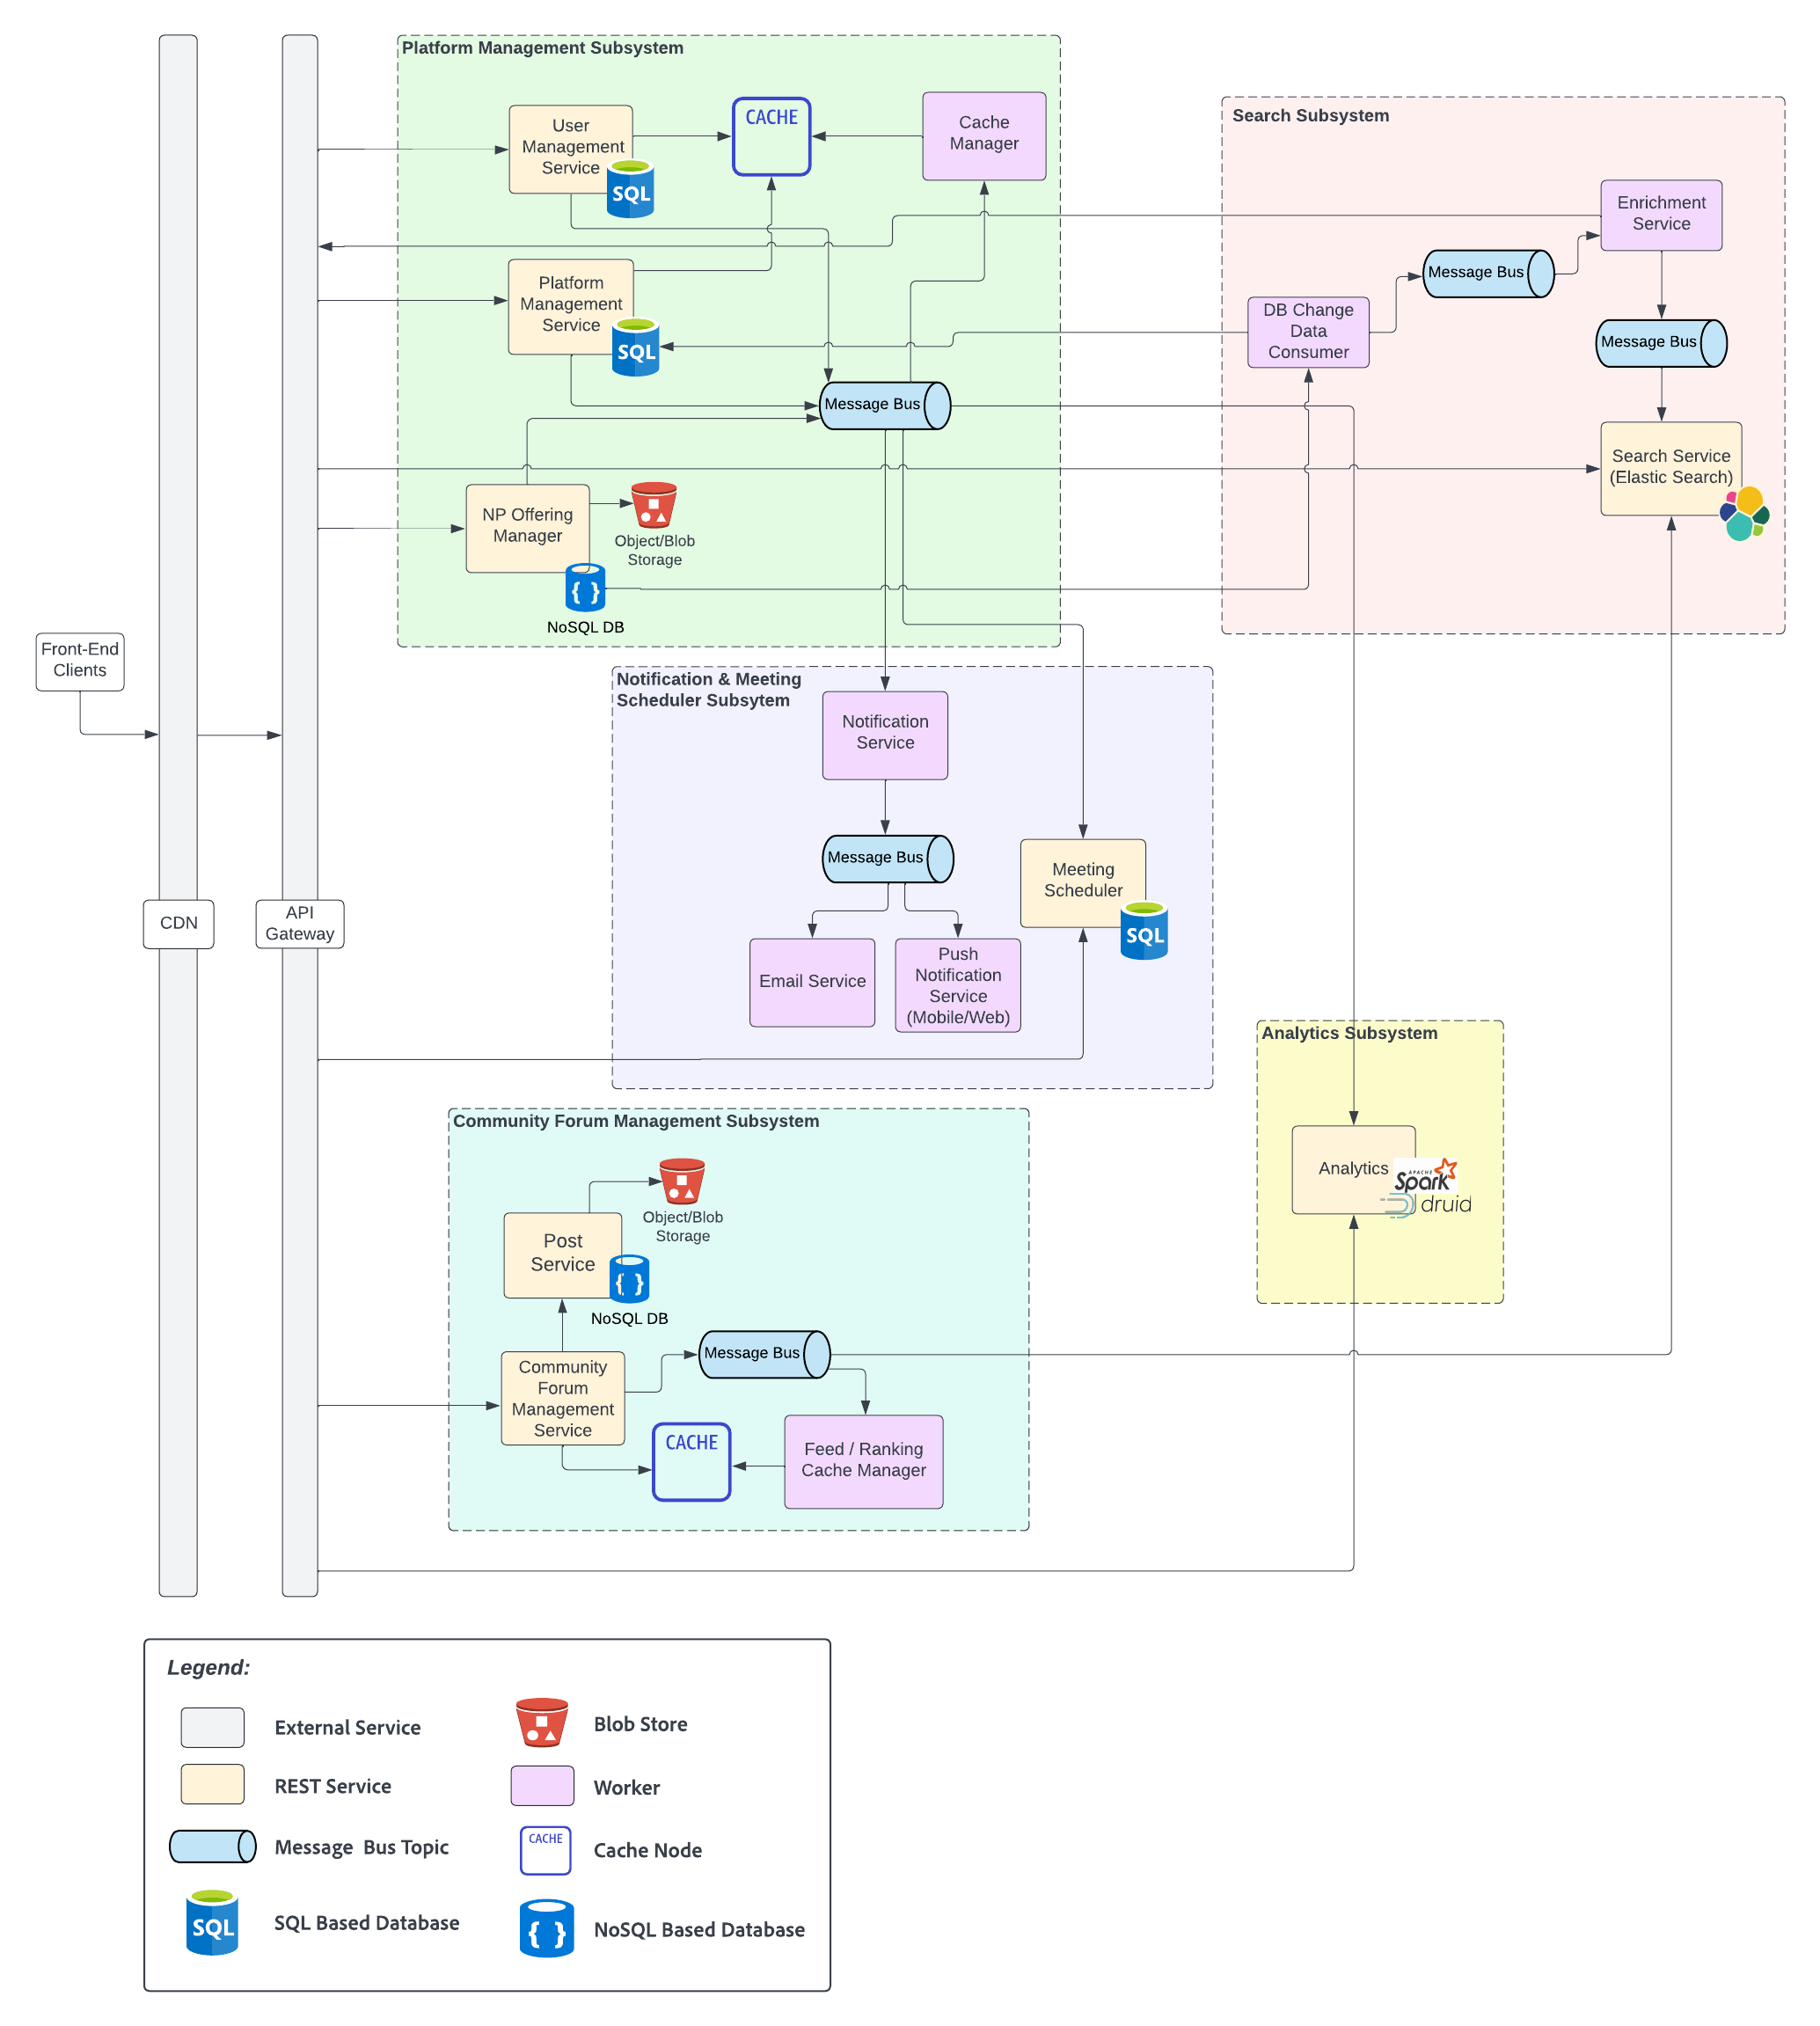 Platform Management Subsystem
User
Management
Service
SQL
CACHE
Cache
Manager
Platform
Management
Service
SQL
Message Bus
NP Offering
Manager
Object/Blob
Storage
{ }
NoSQL DB
Search Subsystem
Enrichment
Service
Message Bus
DB Change
Data
Consumer
Message Bus
Search Service
(Elastic Search)
Front-End
Clients
CDN
API
Gateway
Notification & Meeting
Scheduler Subsytem
Notification
Service
Message Bus
Meeting
Scheduler
SQL
Email Service
Push
Notification
Service
(Mobile/Web)
Analytics Subsystem
Analytics
APACHE
Spark
druid
Community Forum Management Subsystem
Object/Blob
Storage
Post
Service
{ }
NoSQL DB
Message Bus
Community
Forum
Management
Service
CACHE
Feed / Ranking
Cache Manager
Legend:
External Service
Blob Store
REST Service
Worker
Message Bus Topic
CACHE
Cache Node
SQL
SQL Based Database
{ }
NoSQL Based Database